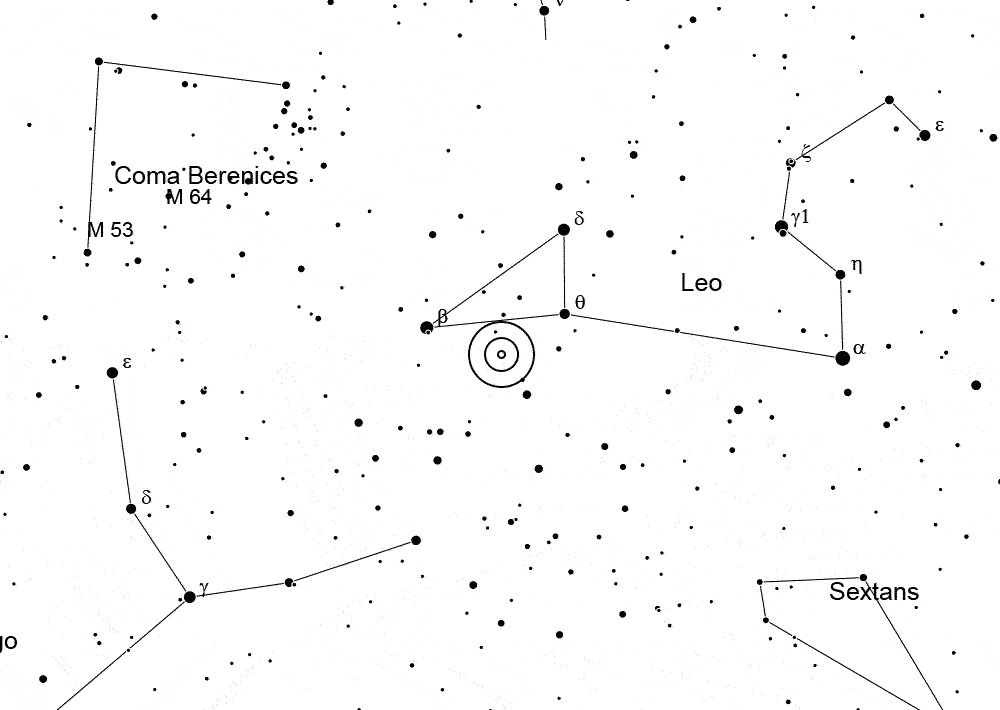 ν
ε
ζ
Coma Berenices
M 64
γ1
δ
M 53
η
Leo
θ
β
α
ε
δ
γ
Sextans
go